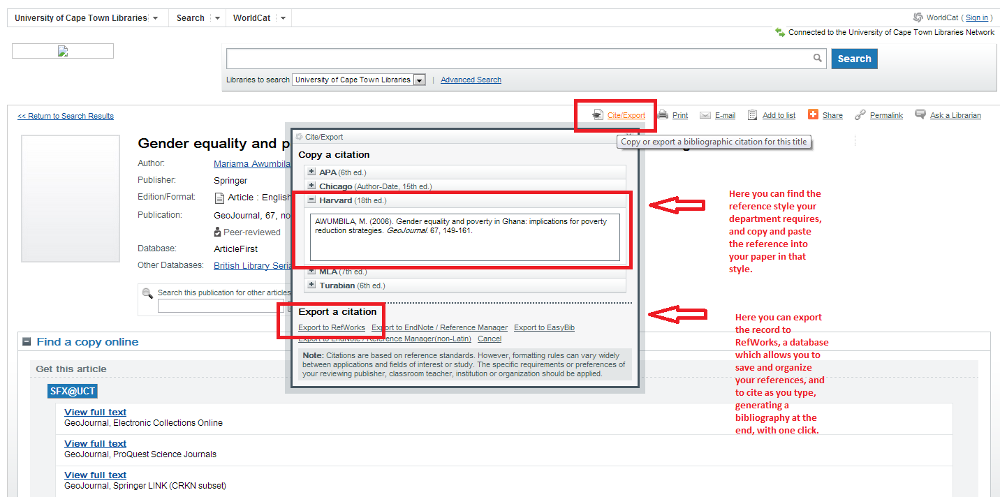 University of Cape Town Libraries Search WorldCat
WorldCat ( Sign in )
Connected to the University of Cape Town Libraries Network
Search
Libraries to search University of Cape Town Libraries | Advanced Search
<< Return to Search Results
Cite/Export Print E-mail Add to list Share Permalink Ask a Librarian
Copy or export a bibliographic citation for this title
Gender equality and
Author: Mariama Awumbila
Publisher: Springer
Edition/Format: Article : English
Publication: GeoJournal, 67, no
Peer-reviewed
Database: ArticleFirst
Other Databases: British Library
Search this publication for other articles
Cite/Export
Copy a citation
APA (6th ed.)
Chicago (Author-Date, 15th ed.)
Harvard (18th ed.)
AWUMBILA, M. (2006). Gender equality and poverty in Ghana: implications for poverty
reduction strategies. GeoJournal. 67, 149-161.
MLA (7th ed.)
Turabian (6th ed.)
Export a citation
Export to RefWorks Export to EndNote / Reference Manager Export to EasyBib
Export to EndNote / Reference Manager(non-Latin) Cancel
Note: Citations are based on reference standards. However, formatting rules can vary widely
between applications and fields of interest or study. The specific requirements or preferences of
your reviewing publisher, classroom teacher, institution or organization should be applied.
Here you can find the
reference style your
department requires,
and copy and paste
the reference into
your paper in that
style.
Here you can export
the record to
RefWorks, a database
which allows you to
save and organize
your references, and
to cite as you type,
generating a
bibliography at the
end, with one click.
Find a copy online
Get this article
SFX@UCT
View full text
GeoJournal, Electronic Collections Online
View full text
GeoJournal, ProQuest Science Journals
View full text
GeoJournal, Springer LINK (CRKN subset)